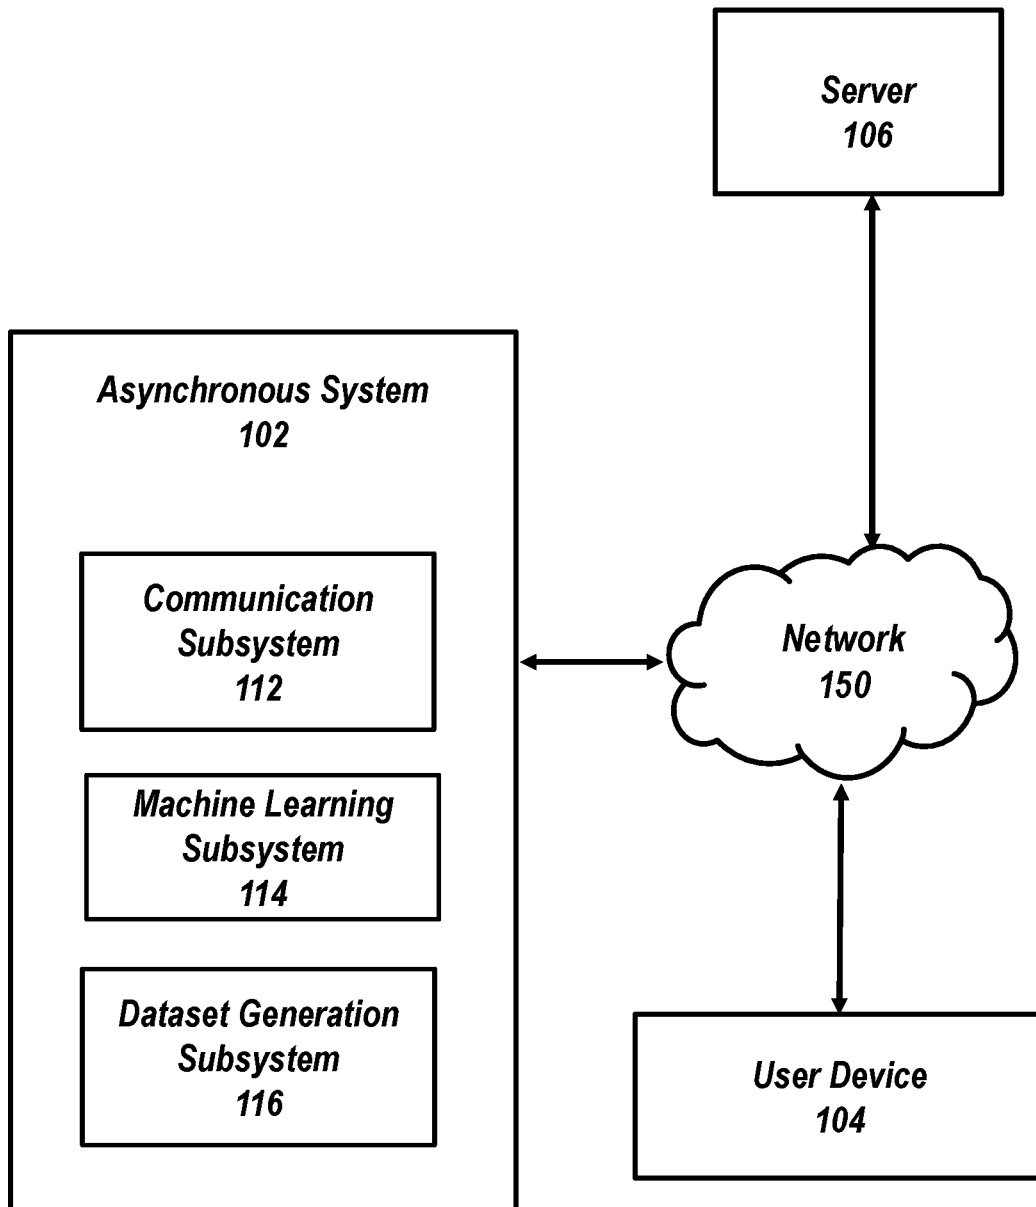 Server
106
Asynchronous System
102
Communication
Subsystem
112
Network
150
Machine Learning
Subsystem
114
Dataset Generation
Subsystem
116
User Device
104